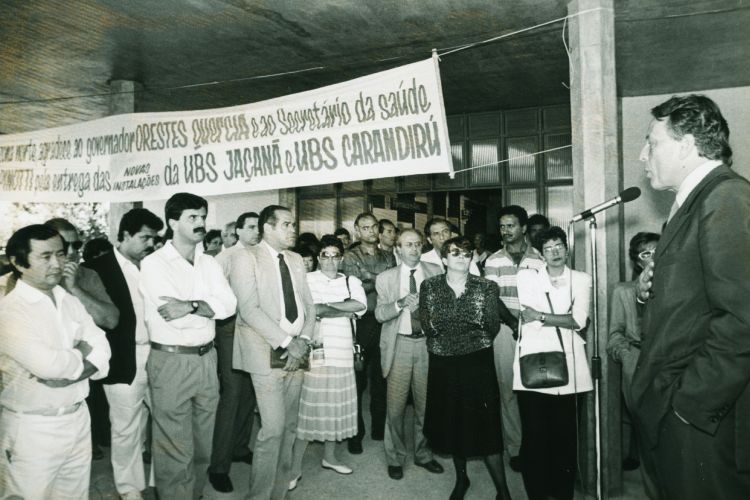 norte agradece ao governador ORESTES QUERCIA e ao Secretário da saúde,
pela entrega das NOVAS INSTALAÇÕES da UBS JAÇANÃ e UBS CARANDIRÚ